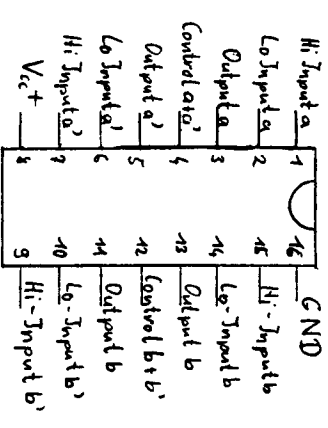 Hi Input a
Lo Input a
Output a
Control a+a'
Output a'
Lo Input a'
Hi Input a'
Vcc +
1
2
3
4
5
6
7
8
16
15
14
13
12
11
10
9
GND
Hi-Input b
Lo-Input b
Output b
Control b+b'
Output b
Lo-Input b'
Hi-Input b'